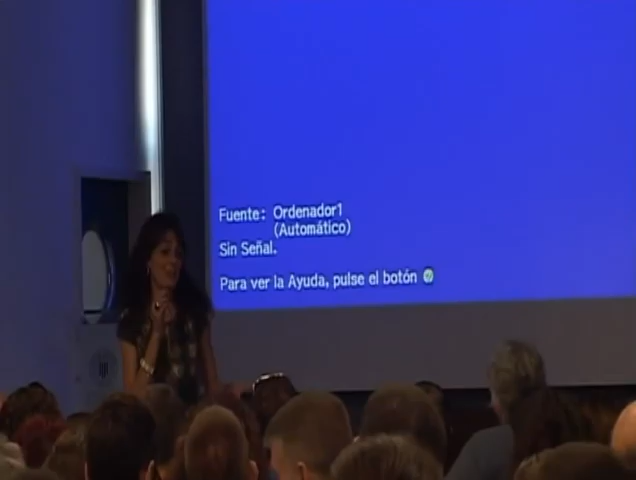 Fuente: Ordenador1
(Automático)
Sin Señal.
Para ver la Ayuda, pulse el botón